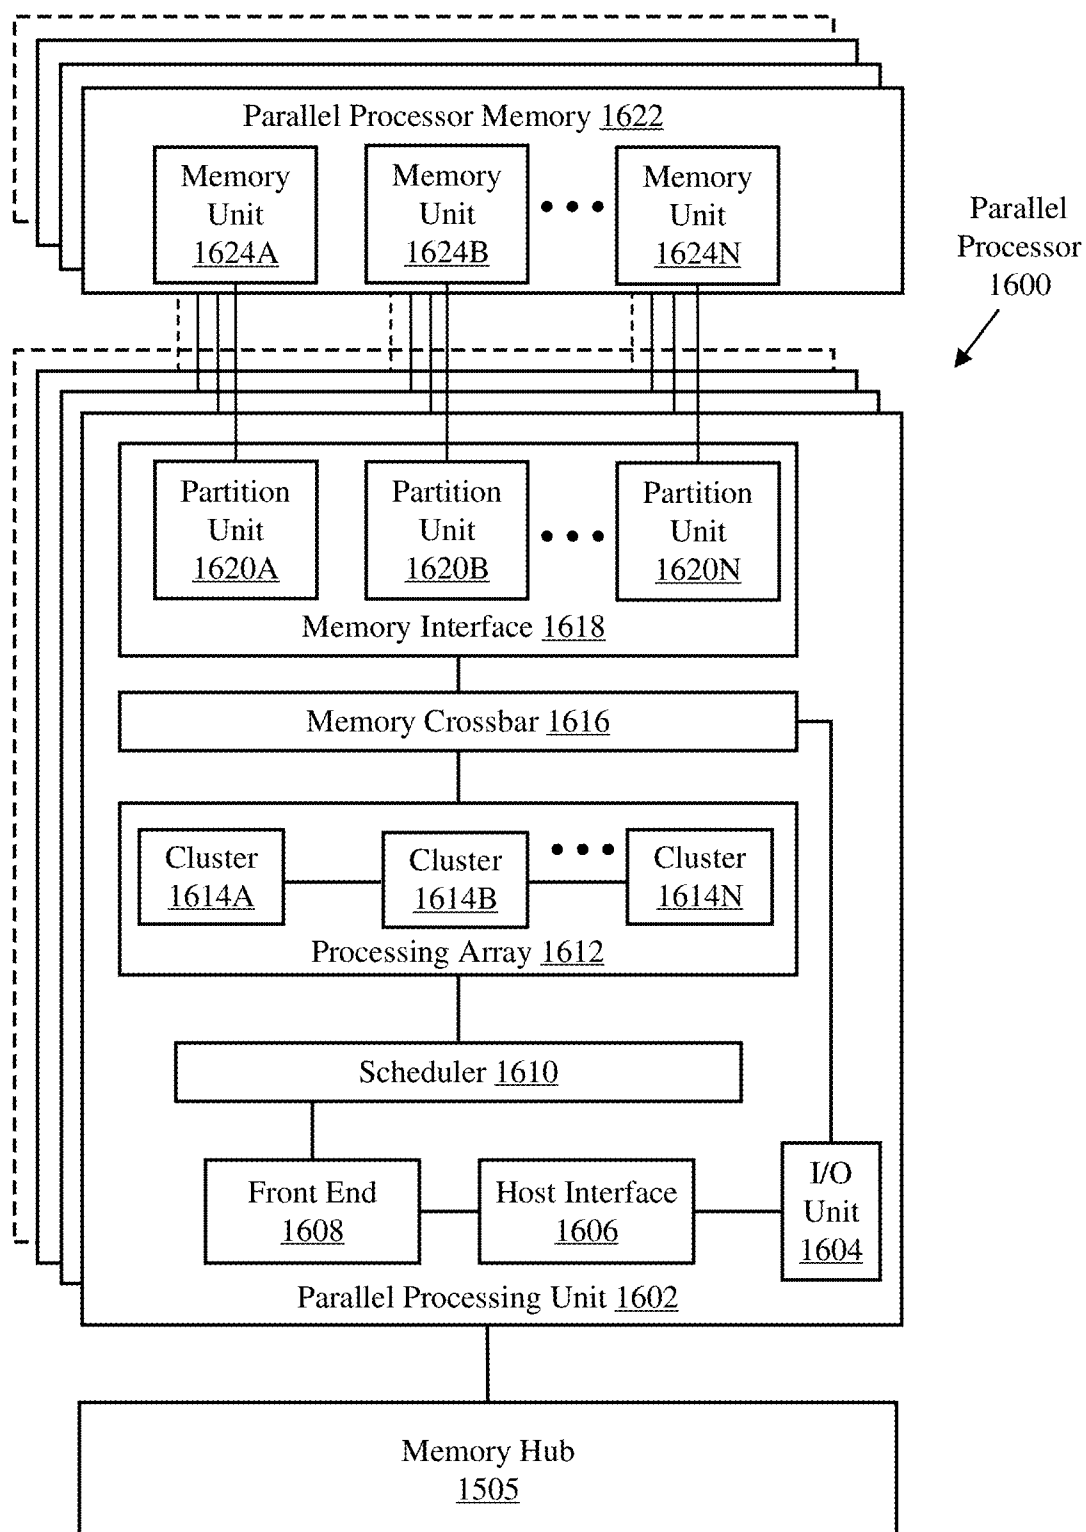 Parallel Processor Memory 1622
Memory
Unit
1624A
Memory
Unit
1624B
Memory
Unit
1624N
Parallel
Processor
1600
Partition
Unit
1620A
Partition
Unit
1620B
Partition
Unit
1620N
Memory Interface 1618
Memory Crossbar 1616
Cluster
1614A
Cluster
1614B
Cluster
1614N
Processing Array 1612
Scheduler 1610
Front End
1608
Host Interface
1606
I/O
Unit
1604
Parallel Processing Unit 1602
Memory Hub
1505